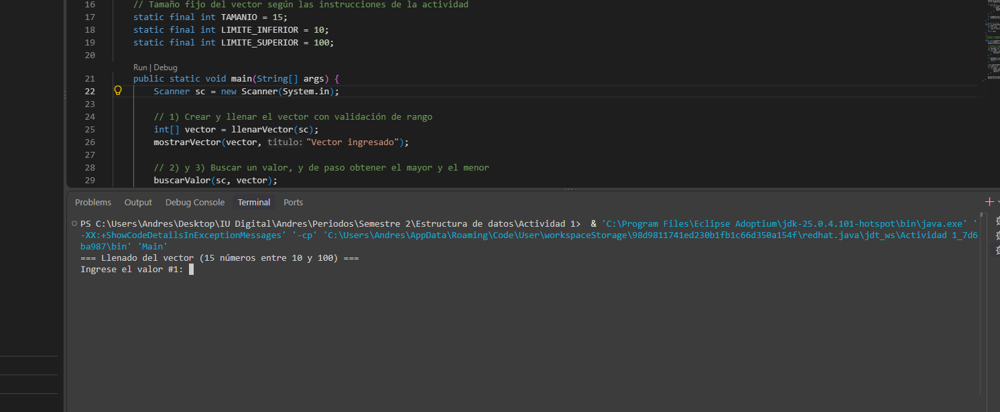 16 // Tamaño fijo del vector según las instrucciones de la actividad
17 static final int TAMANIO = 15;
18 static final int LIMITE_INFERIOR = 10;
19 static final int LIMITE_SUPERIOR = 100;
20
Run | Debug
21 public static void main(String[] args) {
22 Scanner sc = new Scanner(System.in);
23
24 // 1) Crear y llenar el vector con validación de rango
25 int[] vector = llenarVector(sc);
26 mostrarVector(vector, titulo: "Vector ingresado");
27
28 // 2) y 3) Buscar un valor, y de paso obtener el mayor y el menor
29 buscarValor(sc, vector);
Problems Output Debug Console Terminal Ports
PS C:\Users\Andres\Desktop\IU Digital\Andres\Periodos\Semestre 2\Estructura de datos\Actividad 1> & 'C:\Program Files\Eclipse Adoptium\jdk-25.0.4.101-hotspot\bin\java.exe' '
-XX:+ShowCodeDetailsInExceptionMessages' '-cp' 'C:\Users\Andres\AppData\Roaming\Code\User\workspaceStorage\98d9811741ed230b1fb1c66d350a154f\redhat.java\jdt_ws\Actividad 1_7d6
ba987\bin' 'Main'
=== Llenado del vector (15 números entre 10 y 100) ===
Ingrese el valor #1: